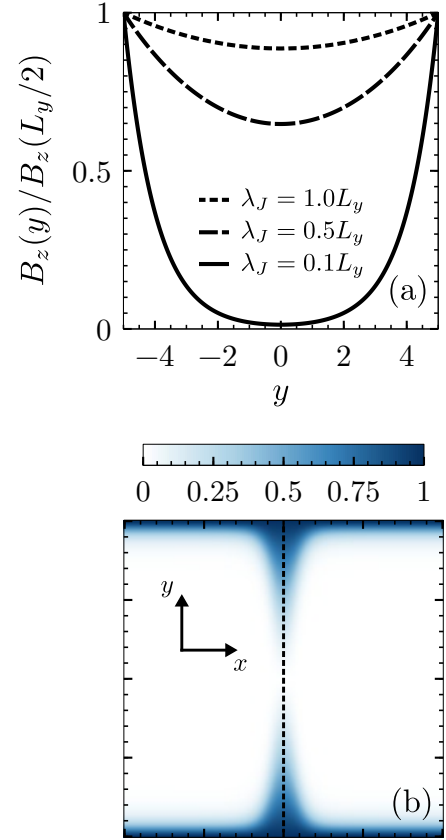 1
0.5
0
B_z(y)/B_z(L_y/2)
λ_J = 1.0L_y
λ_J = 0.5L_y
λ_J = 0.1L_y
(a)
−4 −2 0 2 4
y
0 0.25 0.5 0.75 1
y
x
(b)